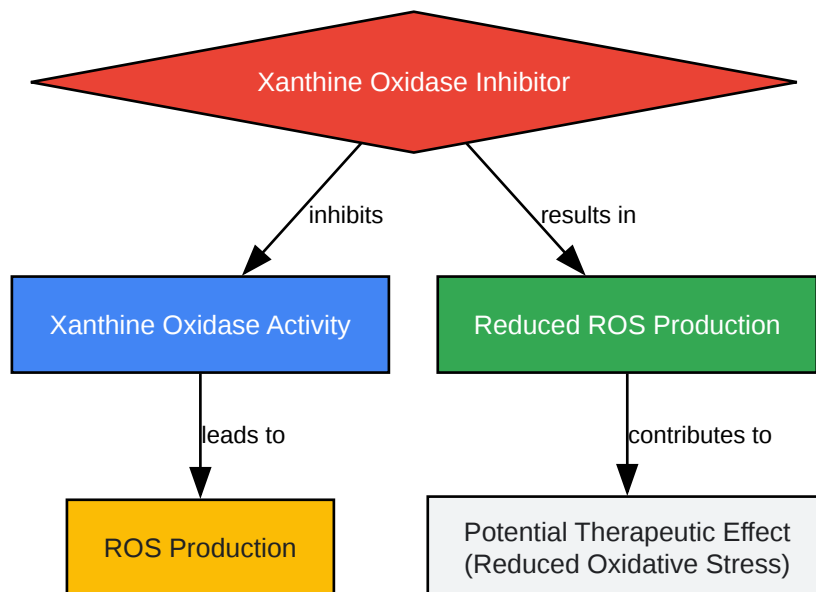 Xanthine Oxidase Inhibitor
inhibits
results in
Xanthine Oxidase Activity
Reduced ROS Production
leads to
contributes to
ROS Production
Potential Therapeutic Effect
(Reduced Oxidative Stress)